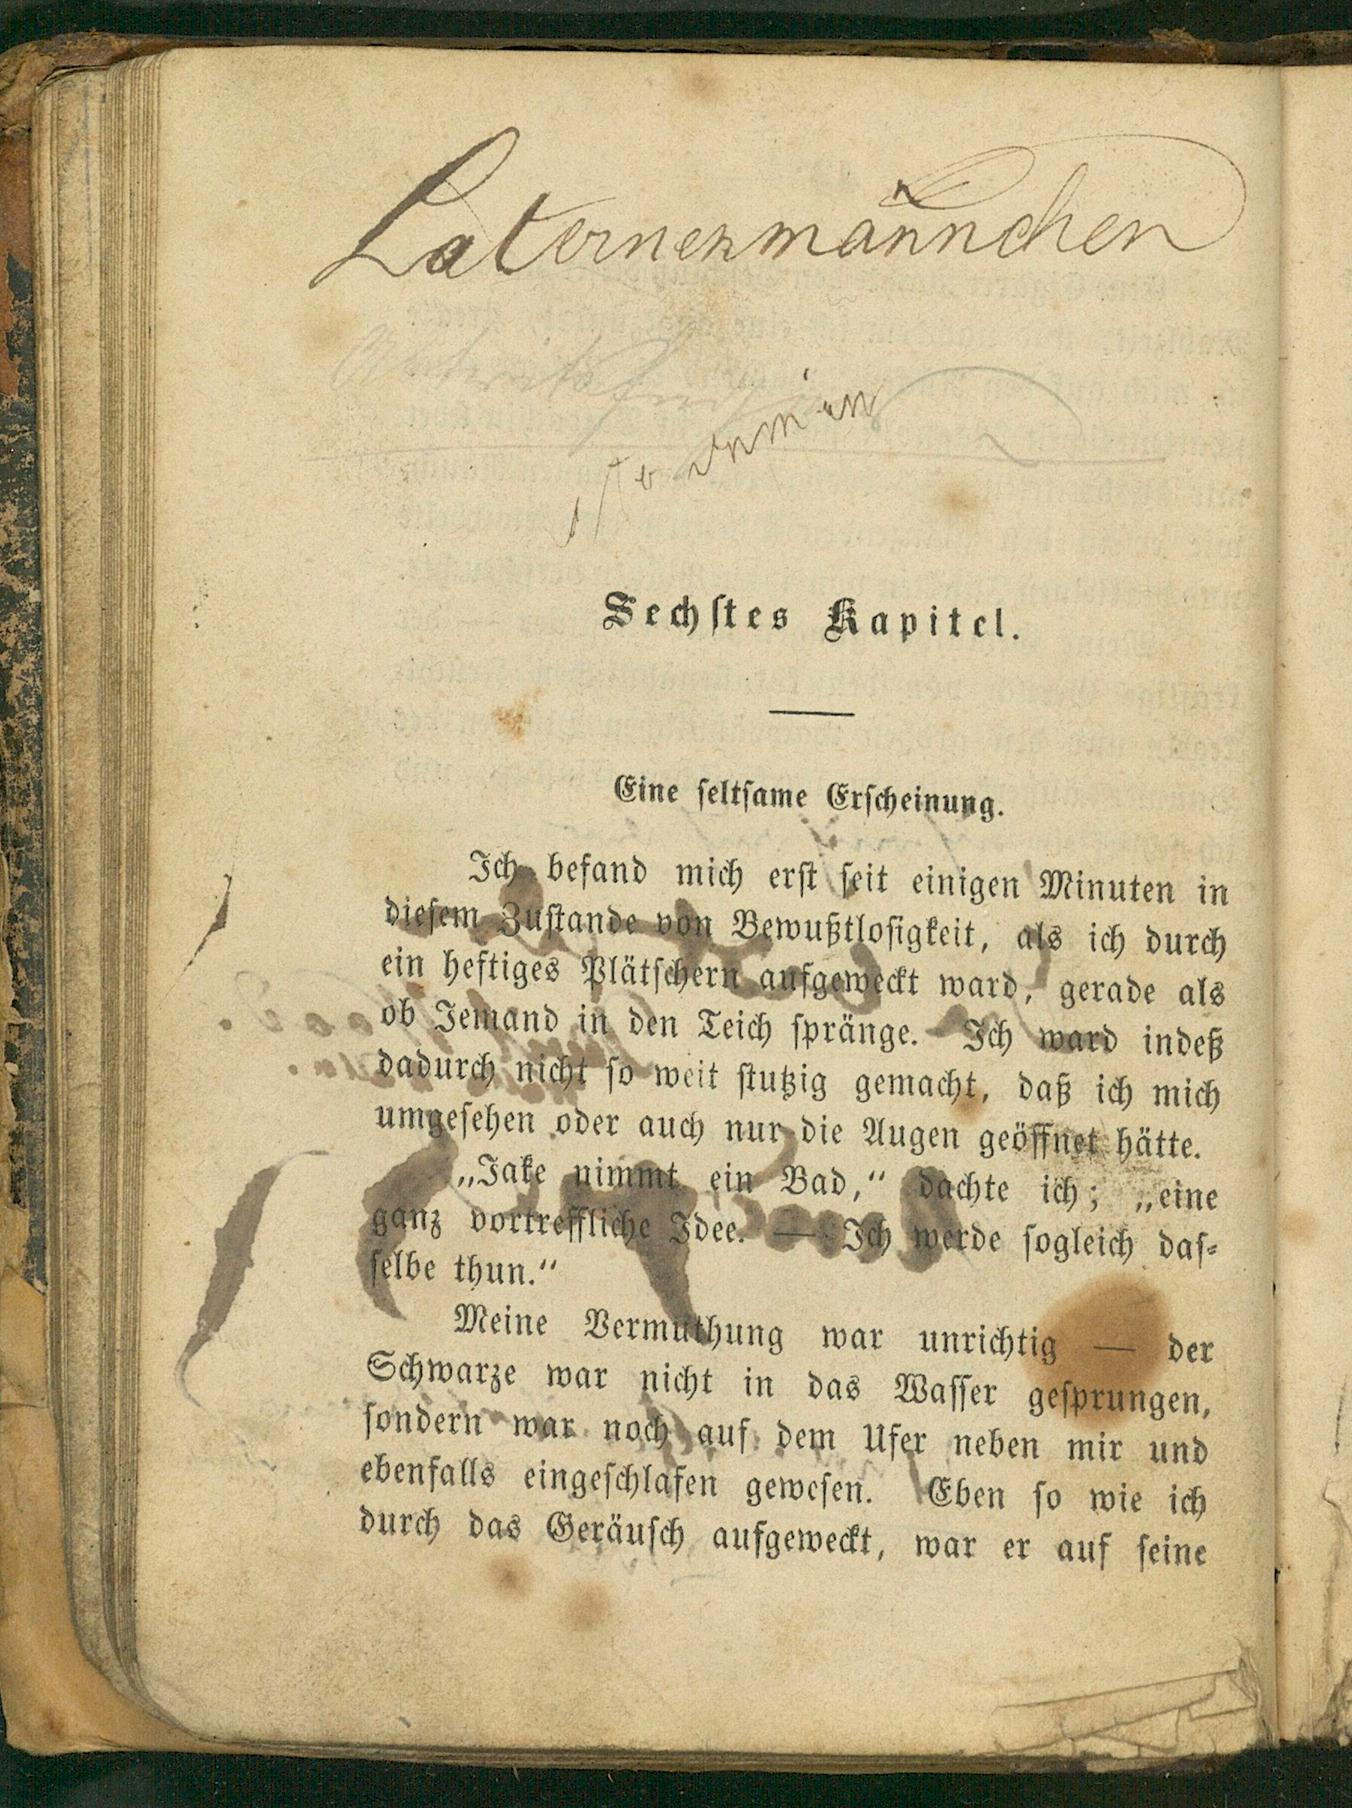 Laternenmännchen
Sechstes Kapitel.
Eine seltsame Erscheinung.
Ich befand mich erst seit einigen Minuten in
diesem Zustande von Bewußtlosigkeit, als ich durch
ein heftiges Plätschern aufgeweckt ward, gerade als
ob Jemand in den Teich spränge. Ich ward indeß
dadurch nicht so weit stutzig gemacht, daß ich mich
umgesehen oder auch nur die Augen geöffnet hätte.
„Jake nimmt ein Bad,“ dachte ich; „eine
ganz vortreffliche Idee. — Ich werde sogleich das-
selbe thun.“
Meine Vermuthung war unrichtig — der
Schwarze war nicht in das Wasser gesprungen,
sondern war noch auf dem Ufer neben mir und
ebenfalls eingeschlafen gewesen. Eben so wie ich
durch das Geräusch aufgeweckt, war er auf seine